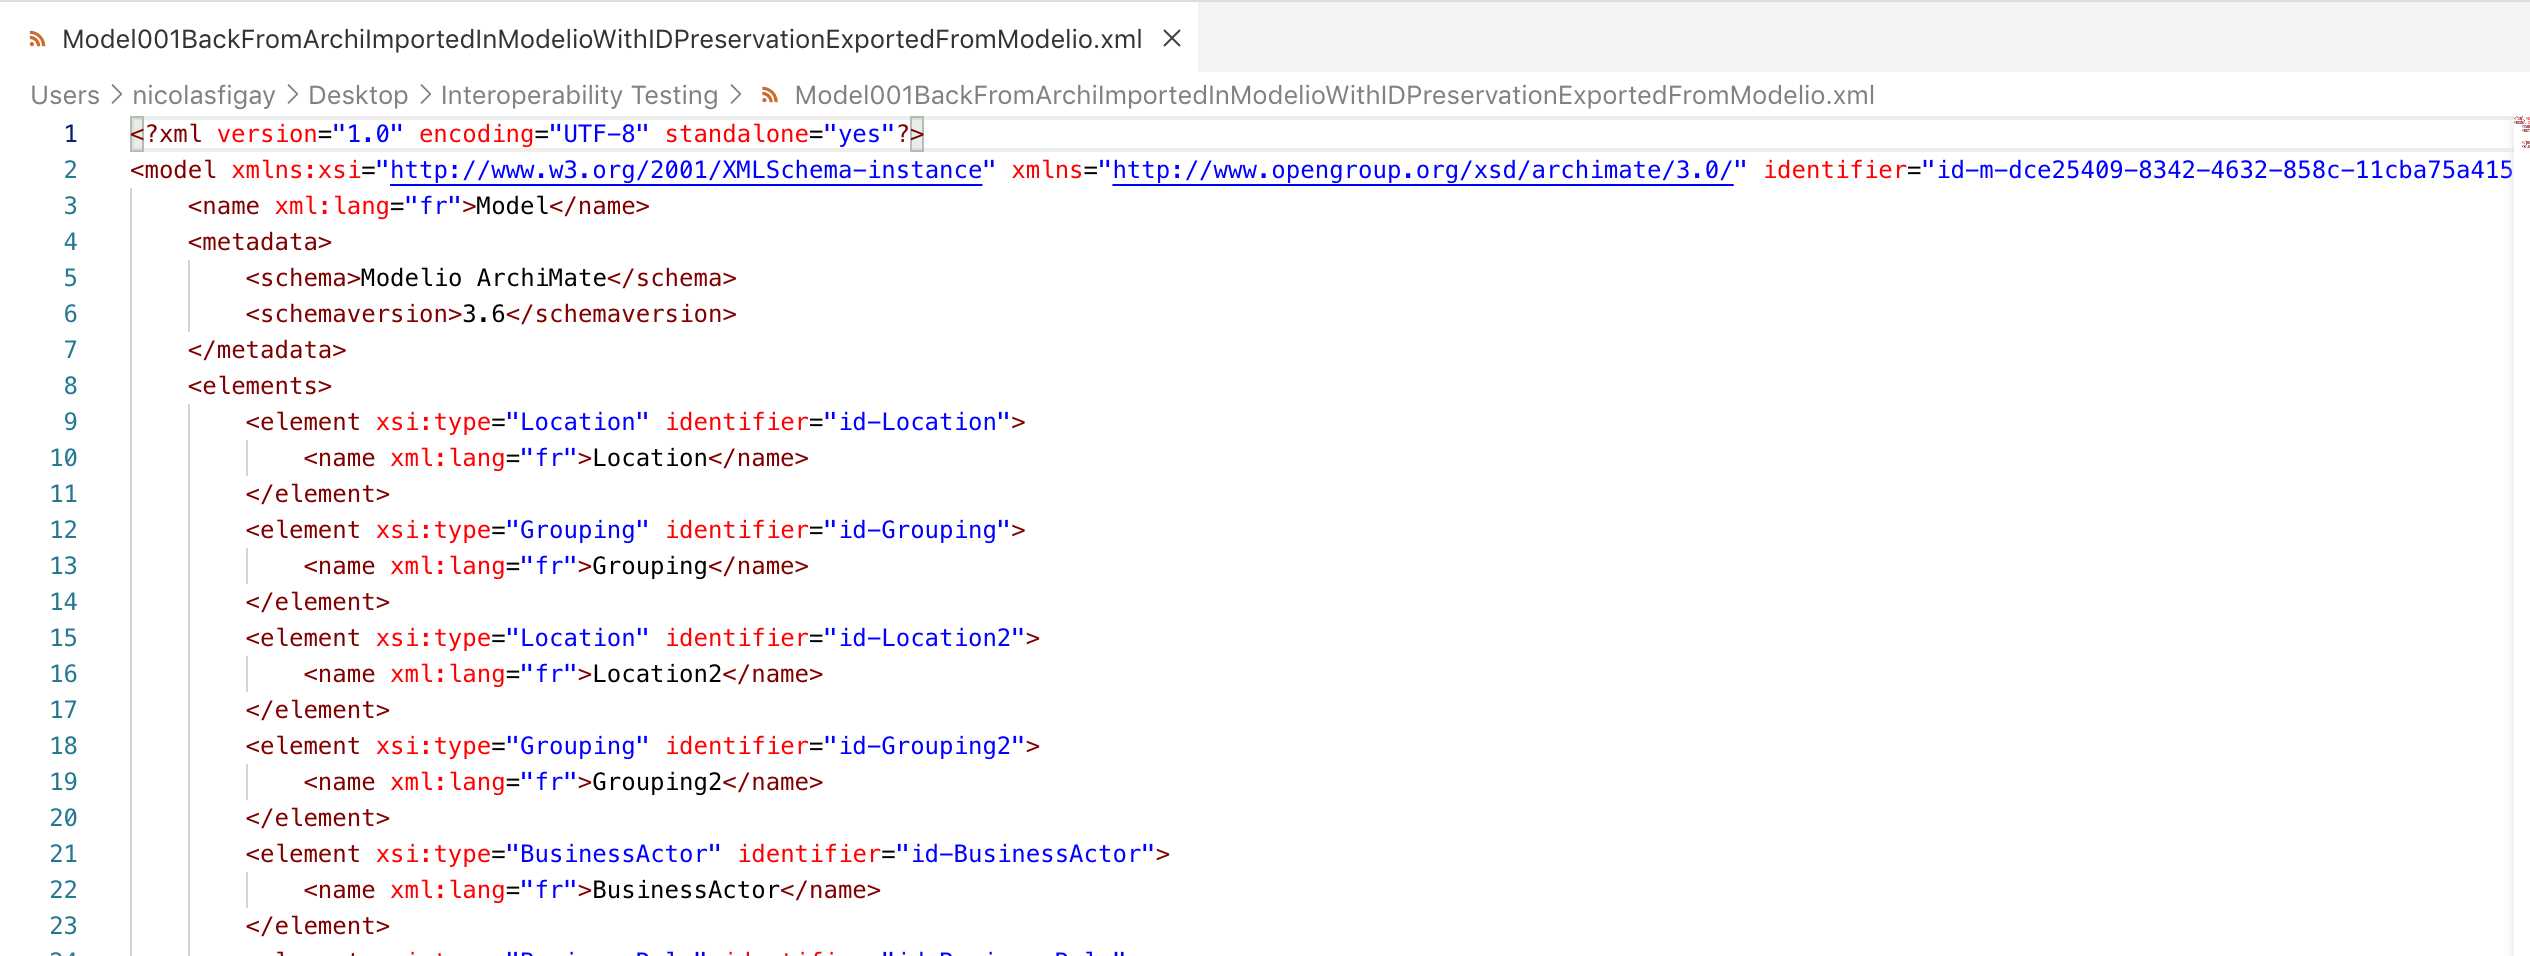 Model001BackFromArchiImportedInModelioWithIDPreservationExportedFromModelio.xml
Users > nicolasfigay > Desktop > Interoperability Testing > Model001BackFromArchiImportedInModelioWithIDPreservationExportedFromModelio.xml
1 <?xml version="1.0" encoding="UTF-8" standalone="yes"?>
2 <model xmlns:xsi="http://www.w3.org/2001/XMLSchema-instance" xmlns="http://www.opengroup.org/xsd/archimate/3.0/" identifier="id-m-dce25409-8342-4632-858c-11cba75a415
3 <name xml:lang="fr">Model</name>
4 <metadata>
5 <schema>Modelio ArchiMate</schema>
6 <schemaversion>3.6</schemaversion>
7 </metadata>
8 <elements>
9 <element xsi:type="Location" identifier="id-Location">
10 <name xml:lang="fr">Location</name>
11 </element>
12 <element xsi:type="Grouping" identifier="id-Grouping">
13 <name xml:lang="fr">Grouping</name>
14 </element>
15 <element xsi:type="Location" identifier="id-Location2">
16 <name xml:lang="fr">Location2</name>
17 </element>
18 <element xsi:type="Grouping" identifier="id-Grouping2">
19 <name xml:lang="fr">Grouping2</name>
20 </element>
21 <element xsi:type="BusinessActor" identifier="id-BusinessActor">
22 <name xml:lang="fr">BusinessActor</name>
23 </element>